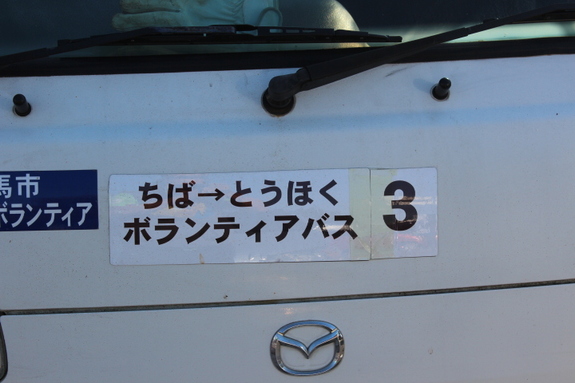 馬市
ボランティア
ちば→とうほく
ボランティアバス
3